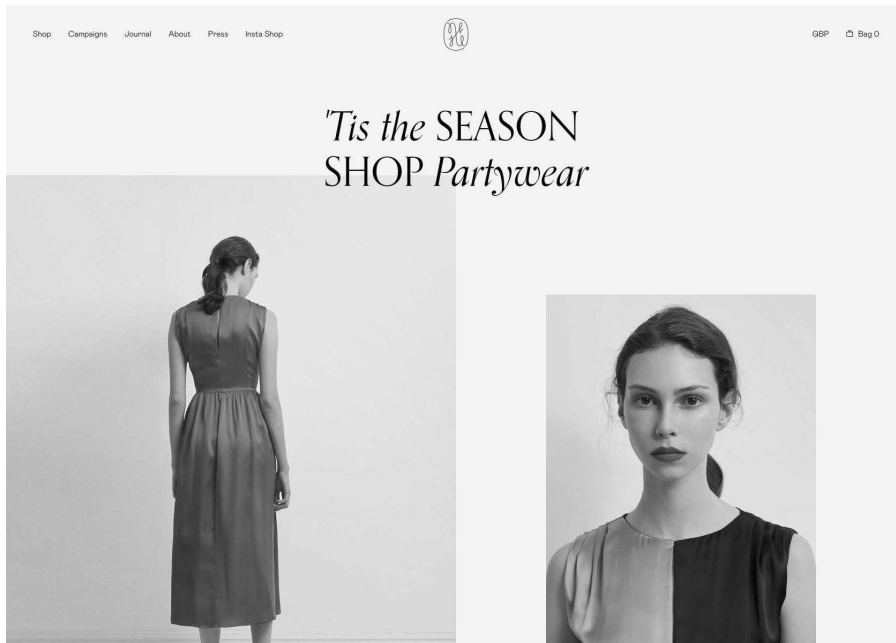 Shop Campaigns Journal About Press Insta Shop GBP Bag 0
'Tis the SEASON
SHOP Partywear